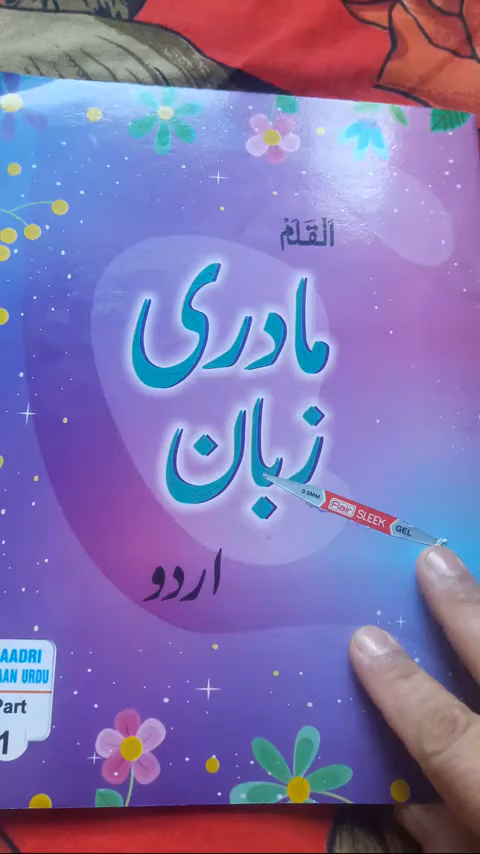 اَلْقَلَمْ
مادری
زبان
اردو
0.5MM Flair SLEEK GEL
AADRI
AAN URDU
Part
1